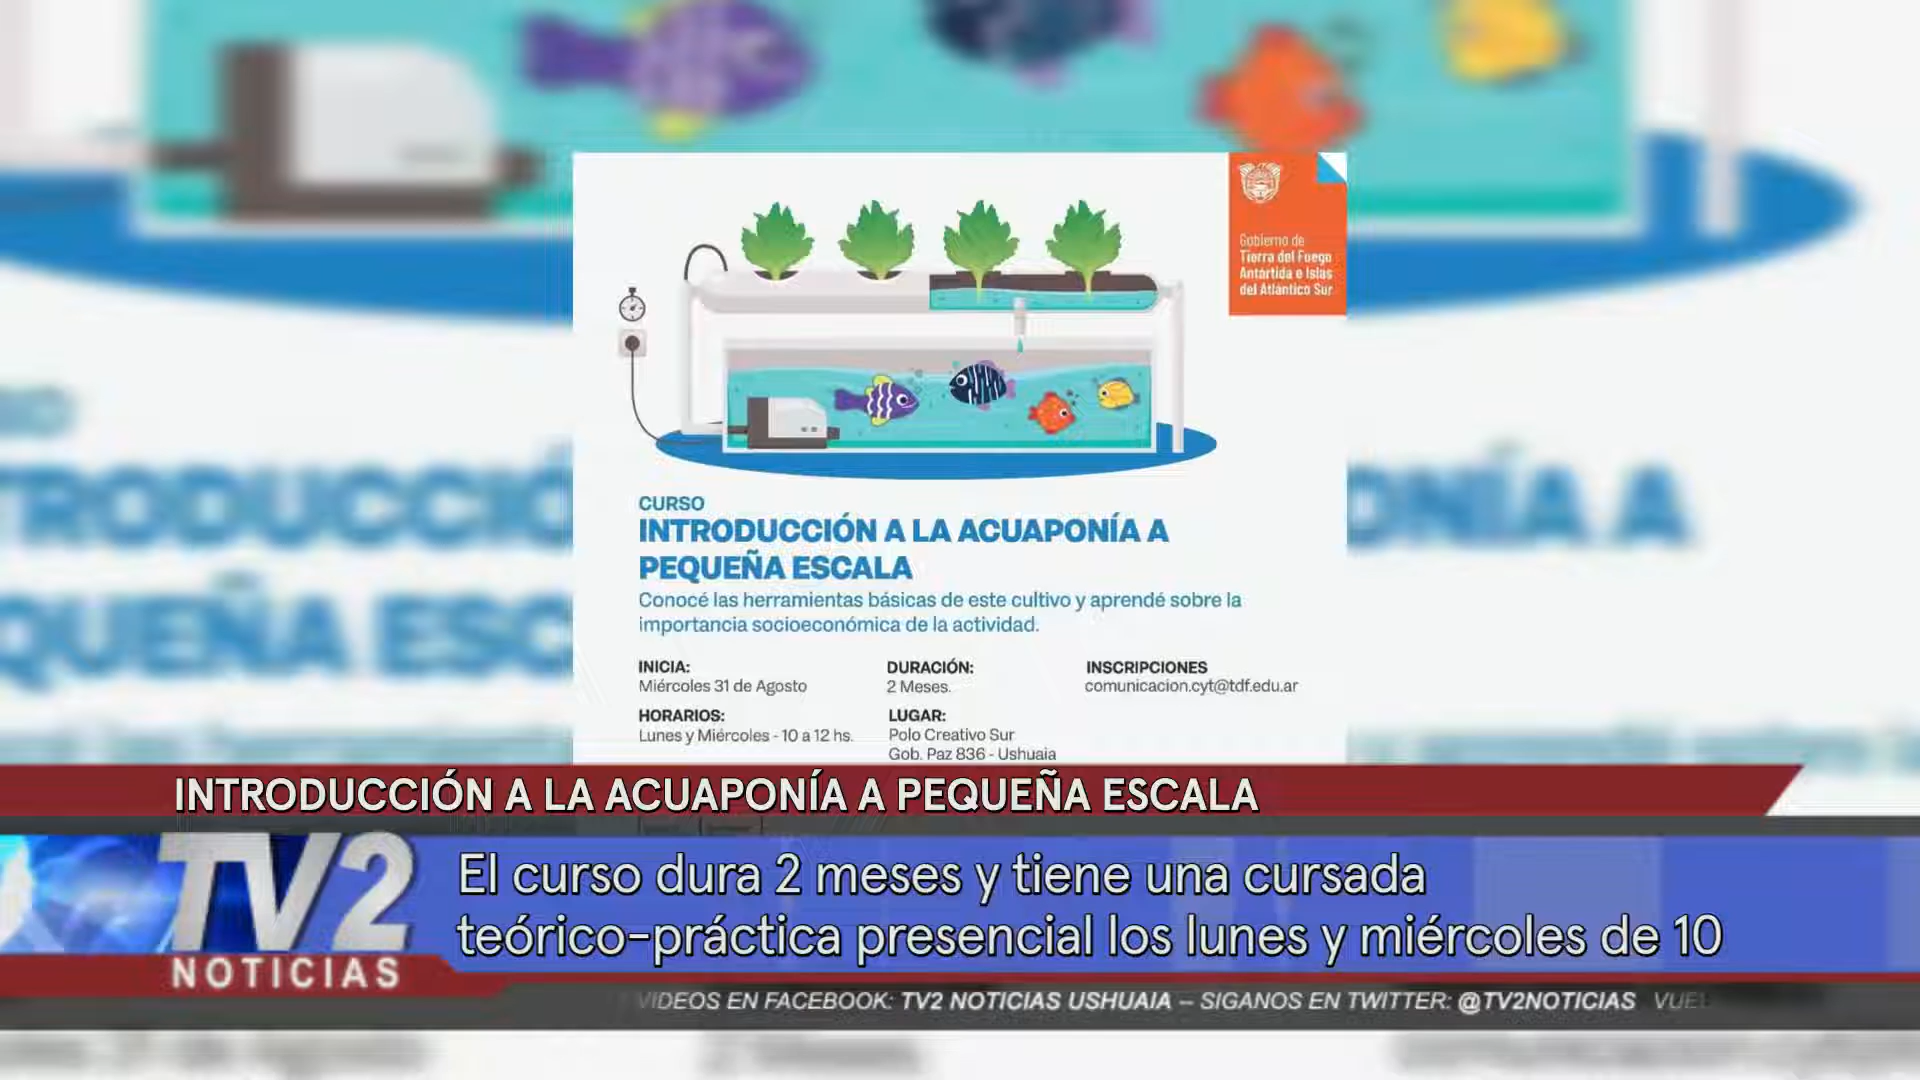 Gobierno de
Tierra del Fuego
Antártida e Islas
del Atlántico Sur
CURSO
INTRODUCCIÓN A LA ACUAPONÍA A
PEQUEÑA ESCALA
Conocé las herramientas básicas de este cultivo y aprendé sobre la
importancia socioeconómica de la actividad.
INICIA:
Miércoles 31 de Agosto
DURACIÓN:
2 Meses.
INSCRIPCIONES
comunicacion.cyt@tdf.edu.ar
HORARIOS:
Lunes y Miércoles - 10 a 12 hs.
LUGAR:
Polo Creativo Sur
Gob. Paz 836 - Ushuaia
INTRODUCCIÓN A LA ACUAPONÍA A PEQUEÑA ESCALA
TV2
NOTICIAS
El curso dura 2 meses y tiene una cursada
teórico-práctica presencial los lunes y miércoles de 10
VIDEOS EN FACEBOOK: TV2 NOTICIAS USHUAIA – SIGANOS EN TWITTER: @TV2NOTICIAS